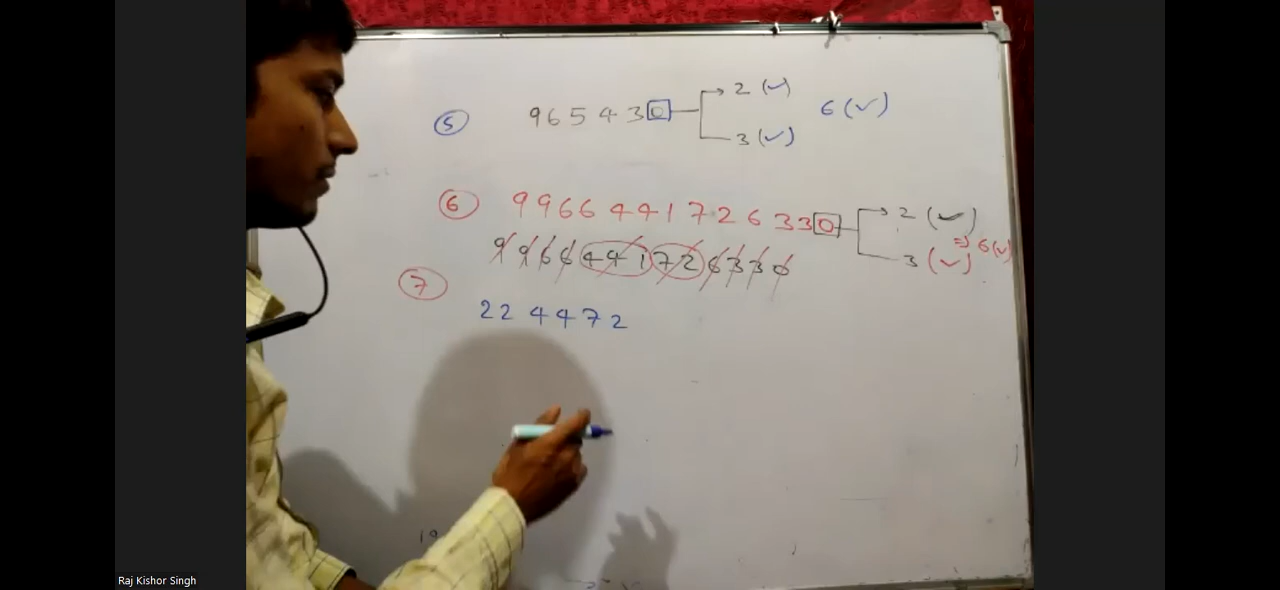 ⑤ 965430 → 2 (✓) 6 (✓)
3 (✓)
⑥ 9966441726330 → 2 (✓)
3 (✓) ⇒ 6(✓)
9966441726330
⑦
224472
Raj Kishor Singh